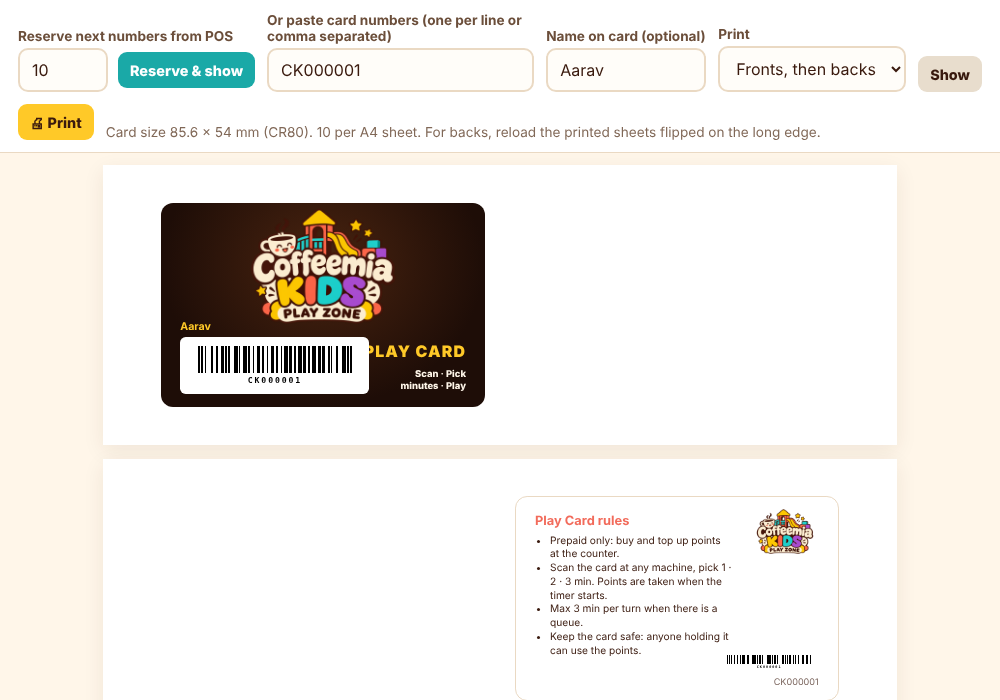 Reserve next numbers from POS
10
Reserve & show
Or paste card numbers (one per line or
comma separated)
CK000001
Name on card (optional)
Aarav
Print
Fronts, then backs
Show
Print
Card size 85.6 × 54 mm (CR80). 10 per A4 sheet. For backs, reload the printed sheets flipped on the long edge.
Coffeemia
KIDS
PLAY ZONE
Aarav
CK000001
PLAY CARD
Scan · Pick
minutes · Play
Play Card rules
• Prepaid only: buy and top up points
at the counter.
• Scan the card at any machine, pick 1 ·
2 · 3 min. Points are taken when the
timer starts.
• Max 3 min per turn when there is a
queue.
• Keep the card safe: anyone holding it
can use the points.
Coffeemia
KIDS
PLAY ZONE
CK000001
CK000001